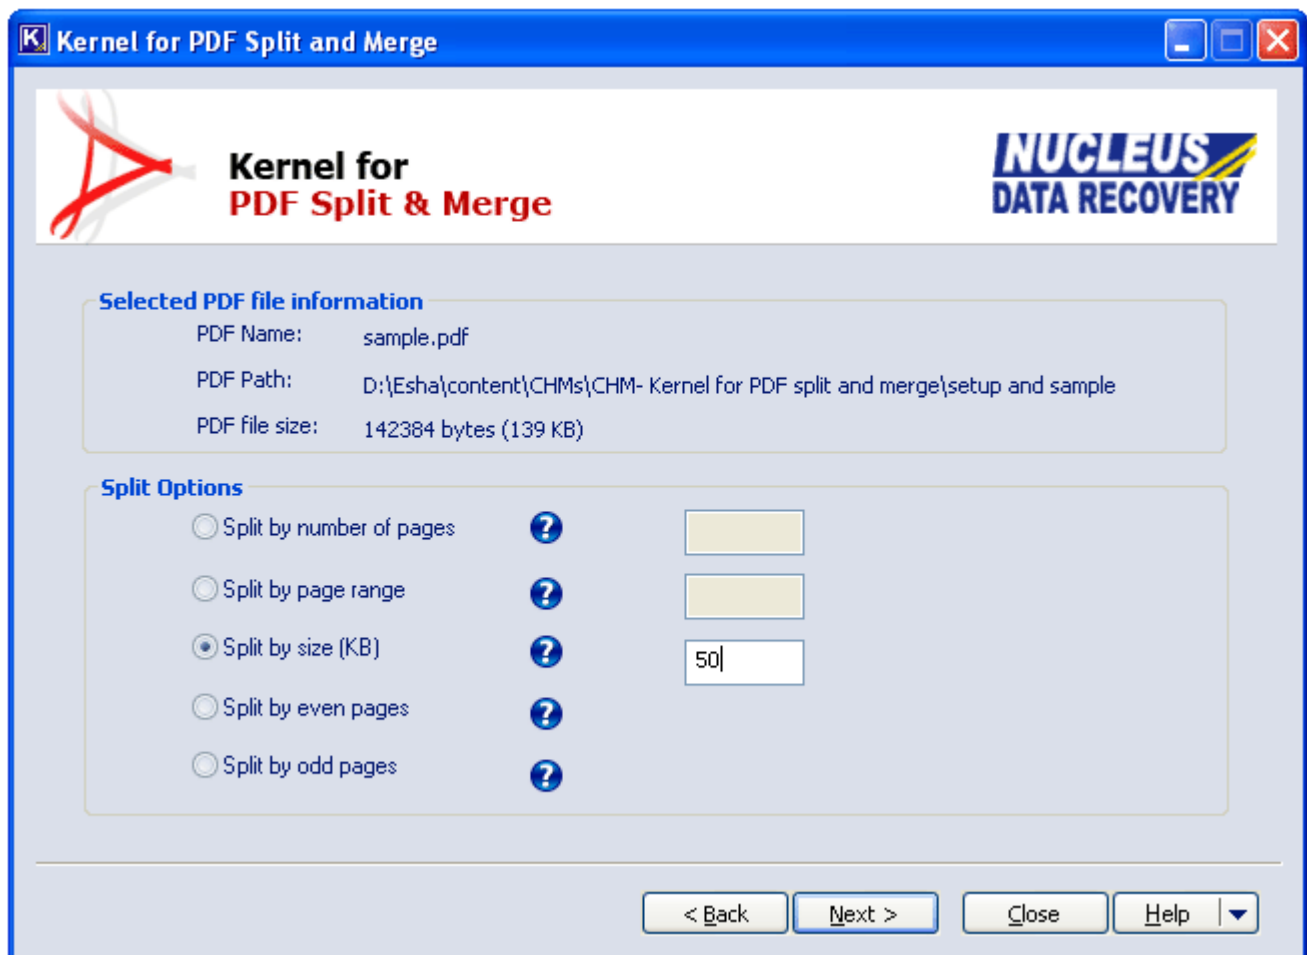 Kernel for PDF Split and Merge
Kernel for
PDF Split & Merge
NUCLEUS
DATA RECOVERY
Selected PDF file information
PDF Name: sample.pdf
PDF Path: D:\Esha\content\CHMs\CHM- Kernel for PDF split and merge\setup and sample
PDF file size: 142384 bytes (139 KB)
Split Options
Split by number of pages ?
Split by page range ?
Split by size (KB) ? 50
Split by even pages ?
Split by odd pages ?
< Back Next > Close Help